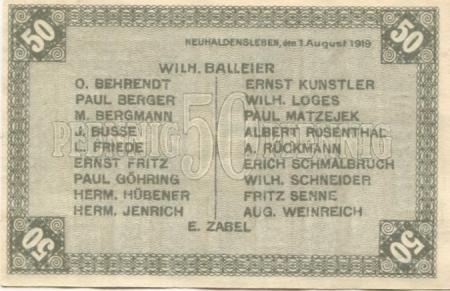 50 50
NEUHALDENSLEBEN, den 1 August 1919
WILH. BALLEIER
O. BEHRENDT ERNST KUNSTLER
PAUL BERGER WILH. LOGES
M. BERGMANN PAUL MATZEJEK
J. BUSSE ALBERT ROSENTHAL
PFENNIG 50 PFENNIG
L. FRIEDE A. RÜCKMANN
ERNST FRITZ ERICH SCHMALBRUCH
PAUL GÖHRING WILH. SCHNEIDER
HERM. HÜBENER FRITZ SENNE
HERM. JENRICH AUG. WEINREICH
E. ZABEL
50 50